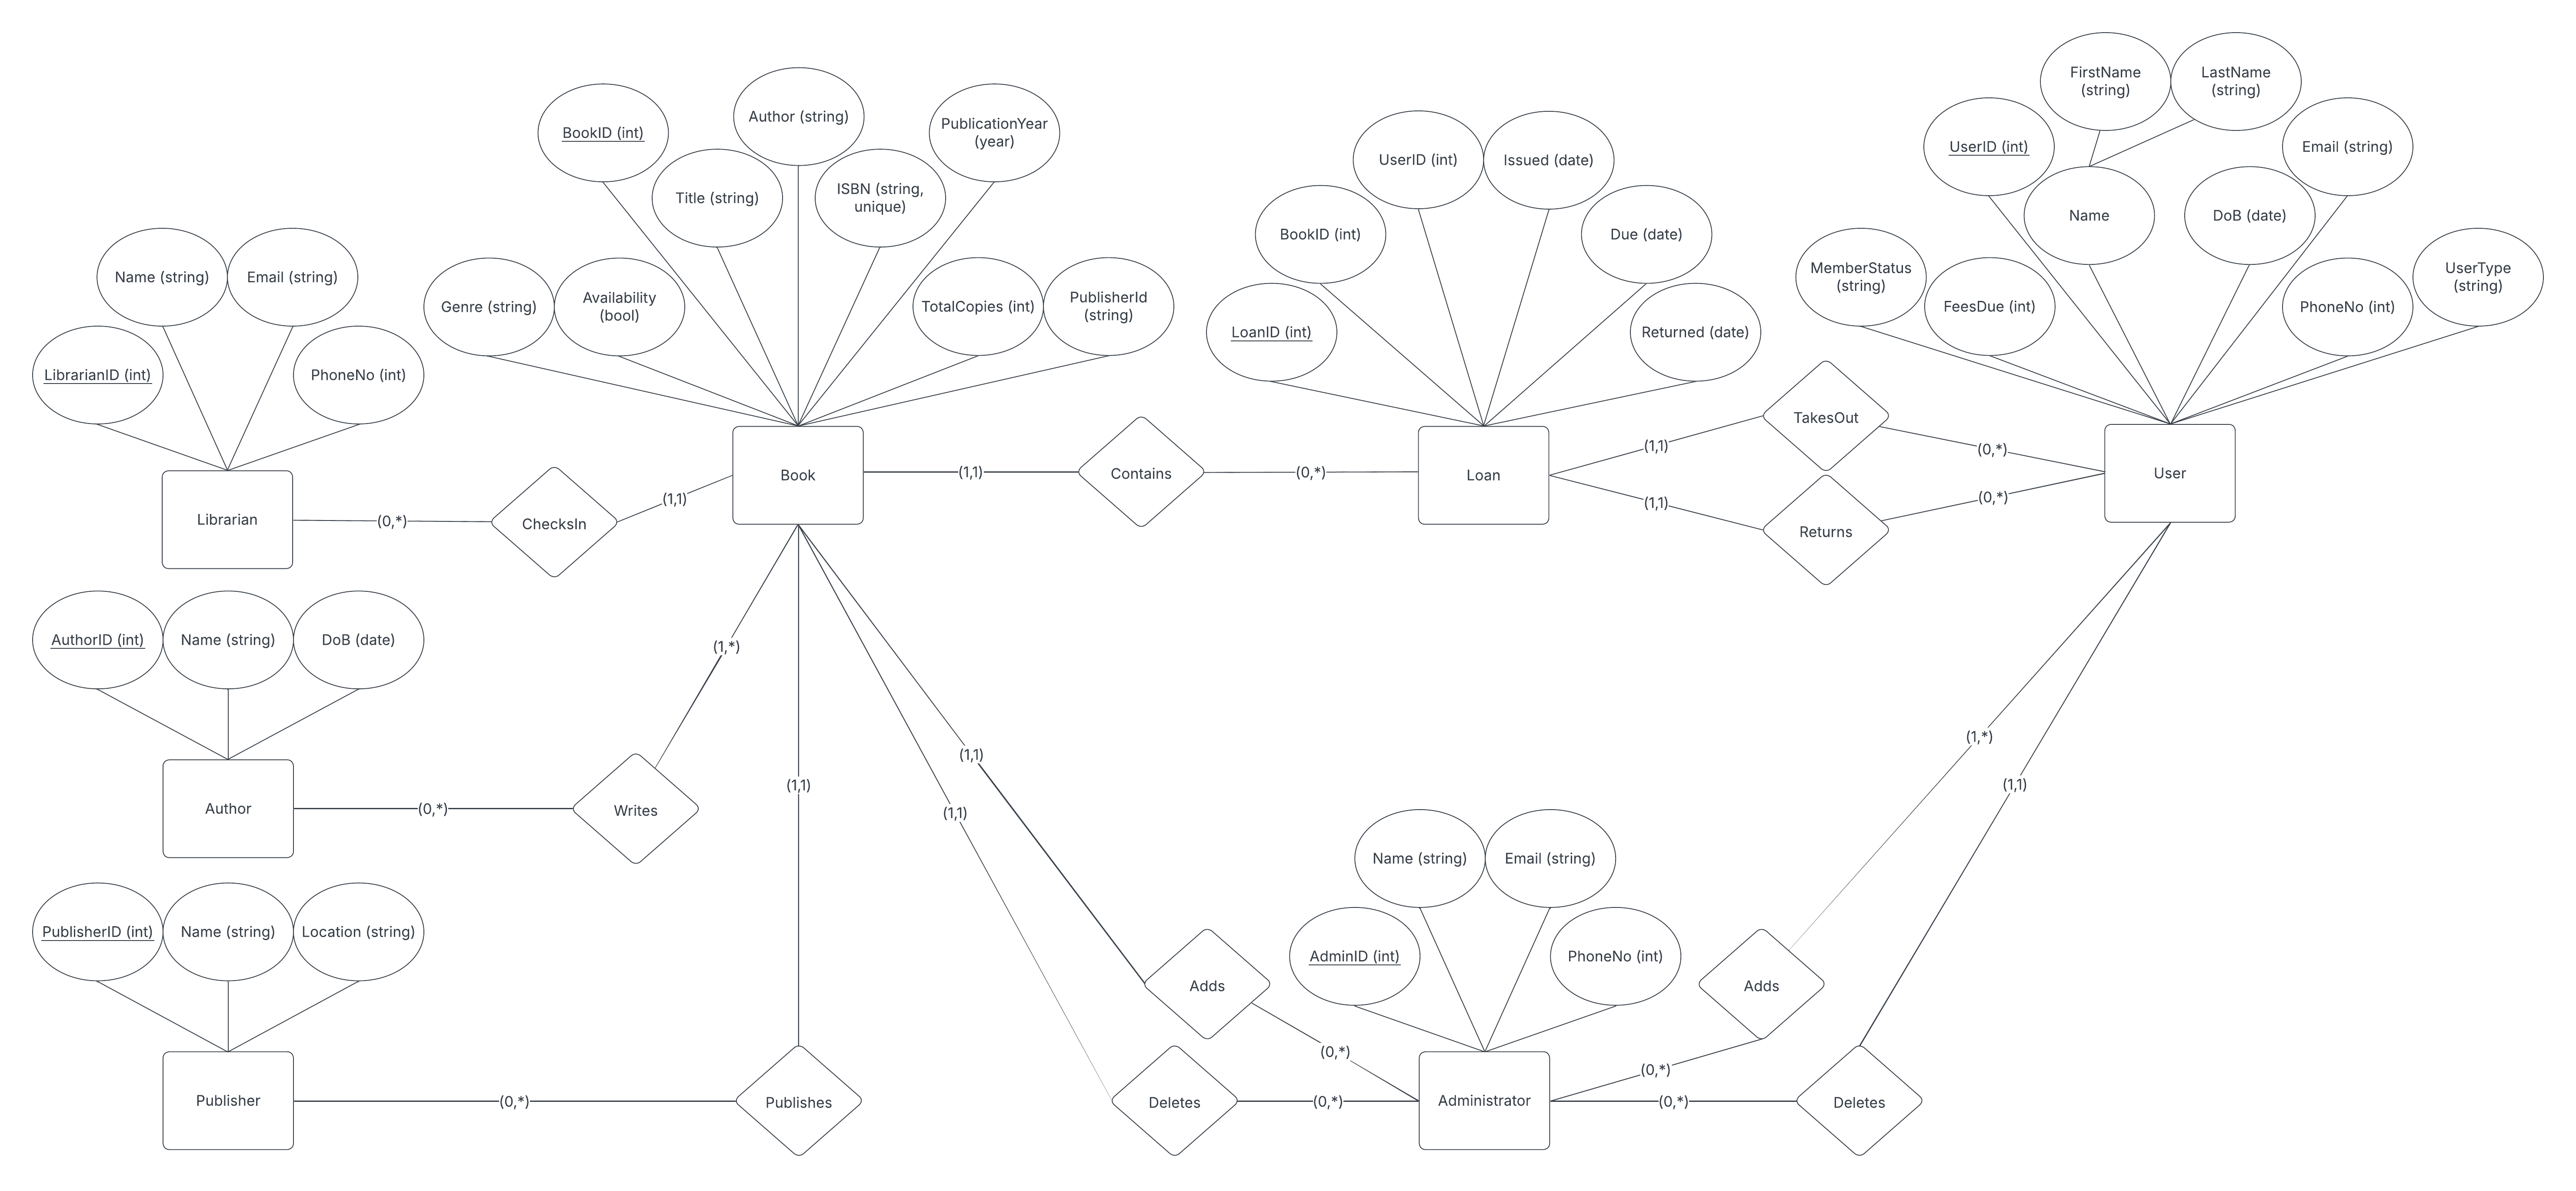 FirstName
(string)
LastName
(string)
Author (string)
BookID (int)
PublicationYear
(year)
UserID (int)
Email (string)
UserID (int)
Issued (date)
Title (string)
ISBN (string,
unique)
Name
DoB (date)
BookID (int)
Due (date)
Name (string)
Email (string)
MemberStatus
(string)
UserType
(string)
Genre (string)
Availability
(bool)
TotalCopies (int)
PublisherId
(string)
FeesDue (int)
PhoneNo (int)
LoanID (int)
Returned (date)
LibrarianID (int)
PhoneNo (int)
TakesOut
(1,1)
(0,*)
Book
(1,1)
Contains
(0,*)
Loan
User
(1,1)
(1,1)
(0,*)
Librarian
(0,*)
ChecksIn
Returns
AuthorID (int)
Name (string)
DoB (date)
(1,*)
(1,*)
(1,1)
(1,1)
(1,1)
Author
(0,*)
Writes
(1,1)
Name (string)
Email (string)
PublisherID (int)
Name (string)
Location (string)
AdminID (int)
PhoneNo (int)
Adds
Adds
(0,*)
(0,*)
Publisher
(0,*)
Publishes
Deletes
(0,*)
Administrator
(0,*)
Deletes